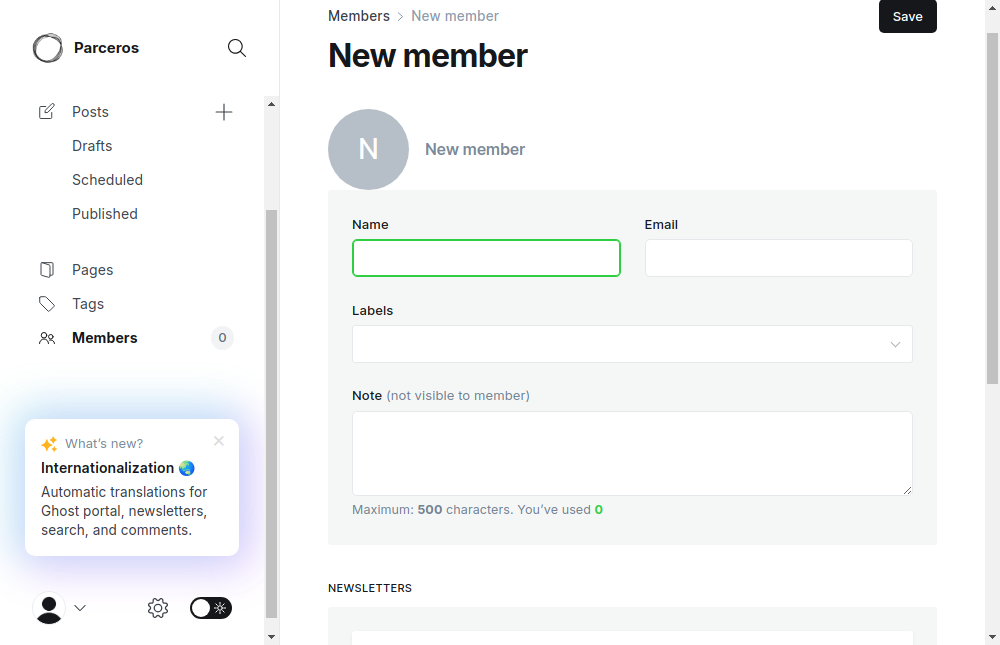 Parceros
Posts
Drafts
Scheduled
Published
Pages
Tags
Members
0
What's new?
Internationalization 🌏
Automatic translations for
Ghost portal, newsletters,
search, and comments.
Members > New member
Save
New member
N
New member
Name
Email
Labels
Note (not visible to member)
Maximum: 500 characters. You've used 0
NEWSLETTERS